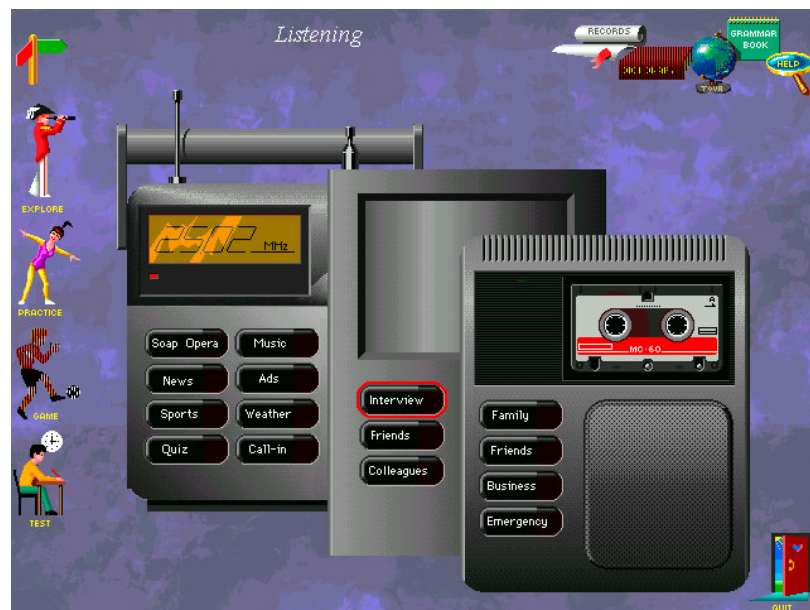 Listening
RECORDS
GRAMMAR
BOOK
HELP
TOUR
EXPLORE
PRACTICE
GAME
TEST
2502 MHz
Soap Opera
Music
News
Ads
Sports
Weather
Quiz
Call-in
Interview
Friends
Colleagues
A
MC-60
Family
Friends
Business
Emergency
QUIT